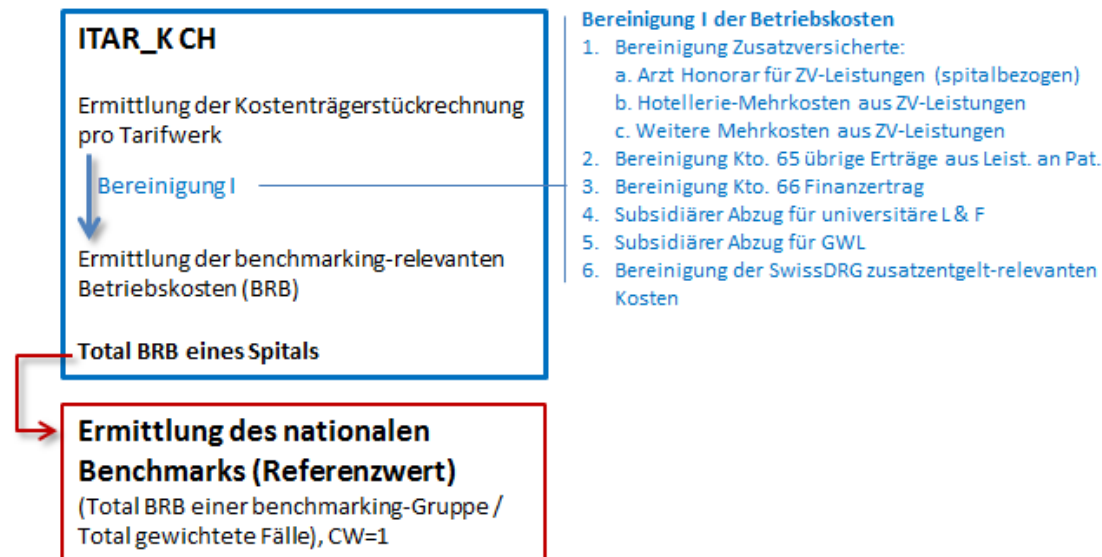 ITAR_K CH
Ermittlung der Kostenträgerstückrechnung
pro Tarifwerk
Bereinigung I
Ermittlung der benchmarking-relevanten
Betriebskosten (BRB)
Total BRB eines Spitals
Bereinigung I der Betriebskosten
1. Bereinigung Zusatzversicherte:
a. Arzt Honorar für ZV-Leistungen (spitalbezogen)
b. Hotellerie-Mehrkosten aus ZV-Leistungen
c. Weitere Mehrkosten aus ZV-Leistungen
2. Bereinigung Kto. 65 übrige Erträge aus Leist. an Pat.
3. Bereinigung Kto. 66 Finanzertrag
4. Subsidiärer Abzug für universitäre L & F
5. Subsidiärer Abzug für GWL
6. Bereinigung der SwissDRG zusatzentgelt-relevanten
Kosten
Ermittlung des nationalen
Benchmarks (Referenzwert)
(Total BRB einer benchmarking-Gruppe /
Total gewichtete Fälle), CW=1